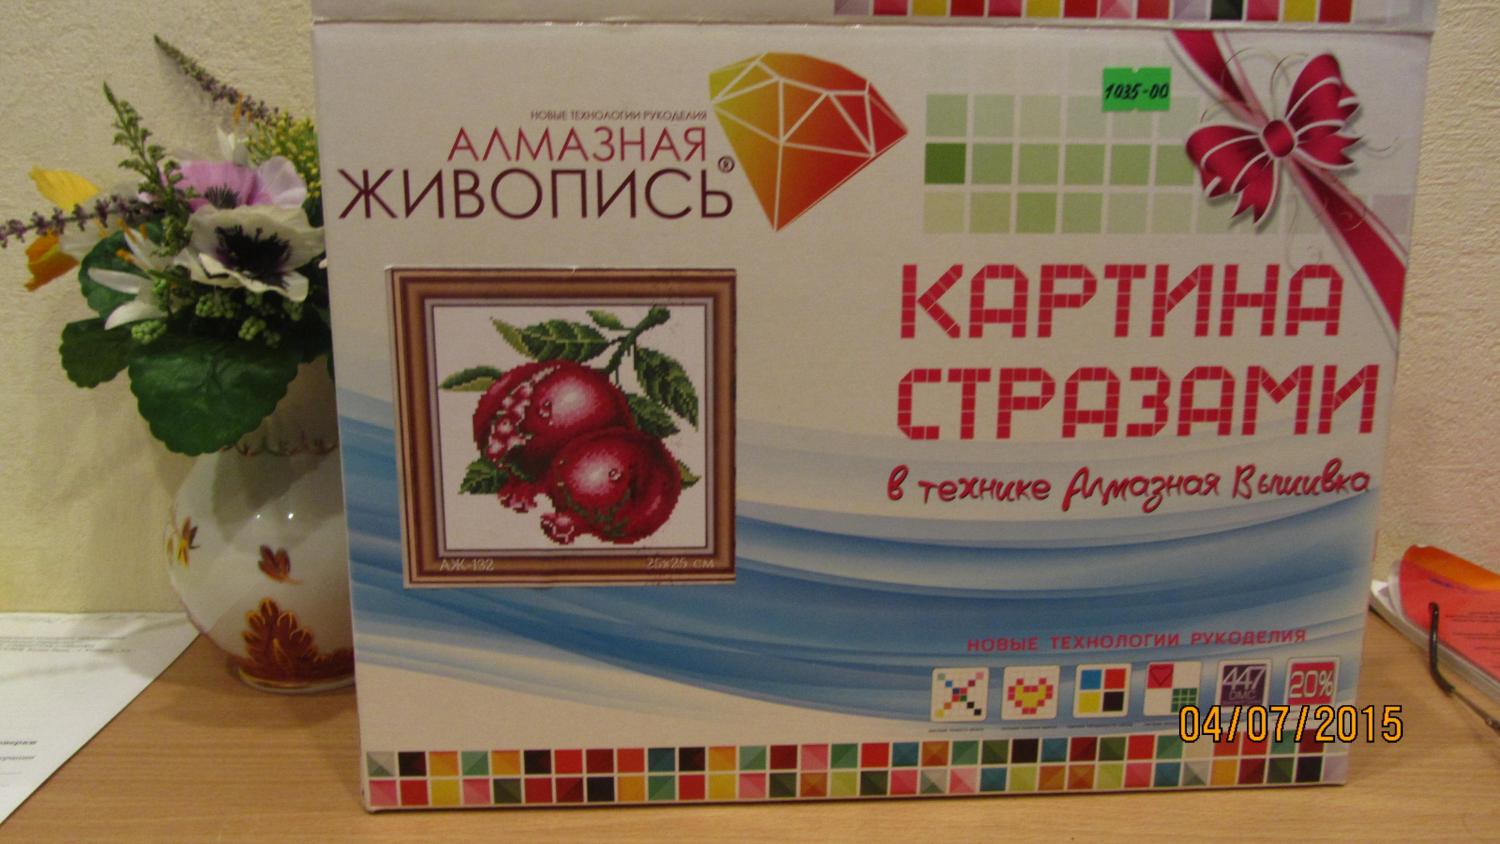 1035-00
НОВЫЕ ТЕХНОЛОГИИ РУКОДЕЛИЯ
АЛМАЗНАЯ
ЖИВОПИСЬ®
КАРТИНА
СТРАЗАМИ
в технике Алмазная Вышивка
АЖ-132
25x25 см
НОВЫЕ ТЕХНОЛОГИИ РУКОДЕЛИЯ
447
DMC
20%
04/07/2015